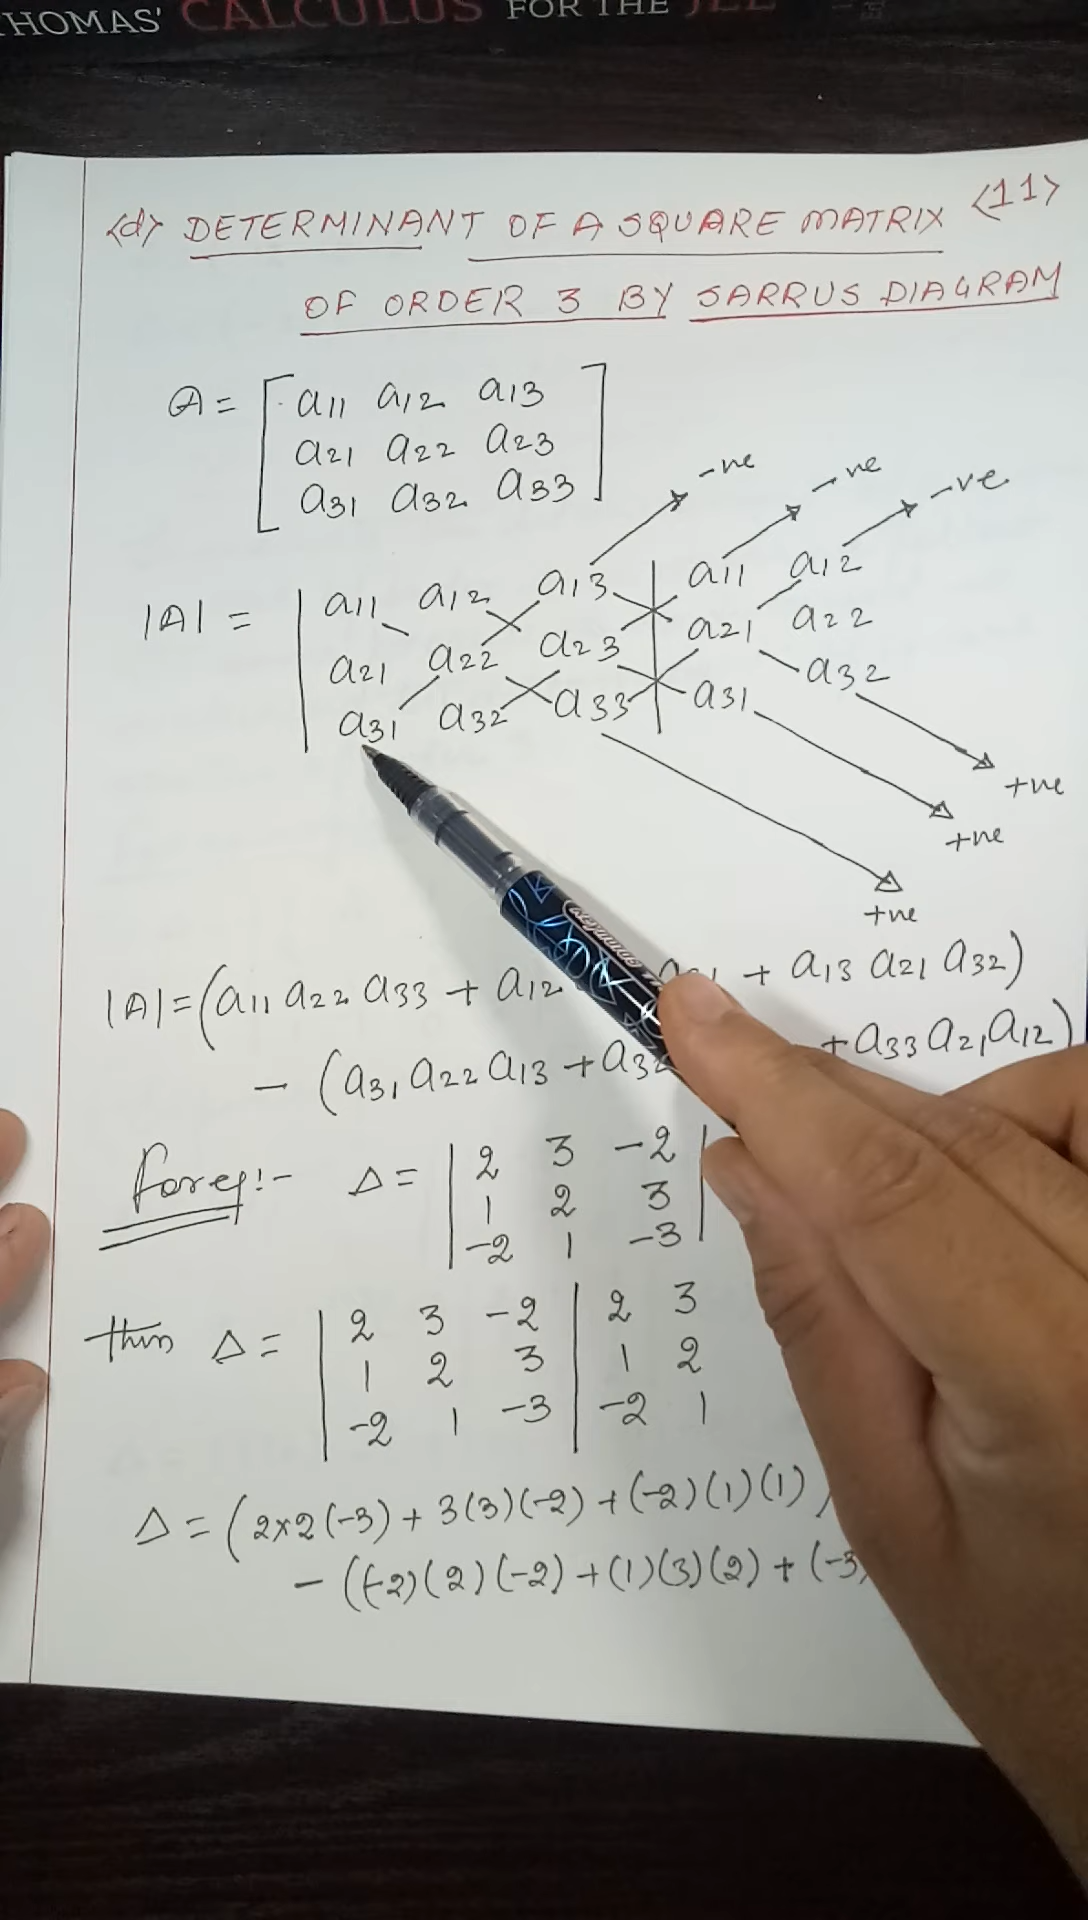 THOMAS' CALCULUS FOR THE JEE
<d> DETERMINANT OF A SQUARE MATRIX <11>
OF ORDER 3 BY SARRUS DIAGRAM
A = [ a11 a12 a13
a21 a22 a23
a31 a32 a33 ]
-ve -ve -ve
|A| = | a11 a12 a13 | a11 a12
a21 a22 a23 | a21 a22
a31 a32 a33 | a31 a32
+ve
+ve
+ve
|A| = (a11 a22 a33 + a12 + a13 a21 a32)
- (a31 a22 a13 + a32 + a33 a21 a12)
For eg:- Δ = | 2 3 -2 |
1 2 3
-2 1 -3
then Δ = | 2 3 -2 | 2 3
1 2 3 | 1 2
-2 1 -3 | -2 1
Δ = (2×2(-3) + 3(3)(-2) + (-2)(1)(1)
- ((-2)(2)(-2) + (1)(3)(2) + (-3